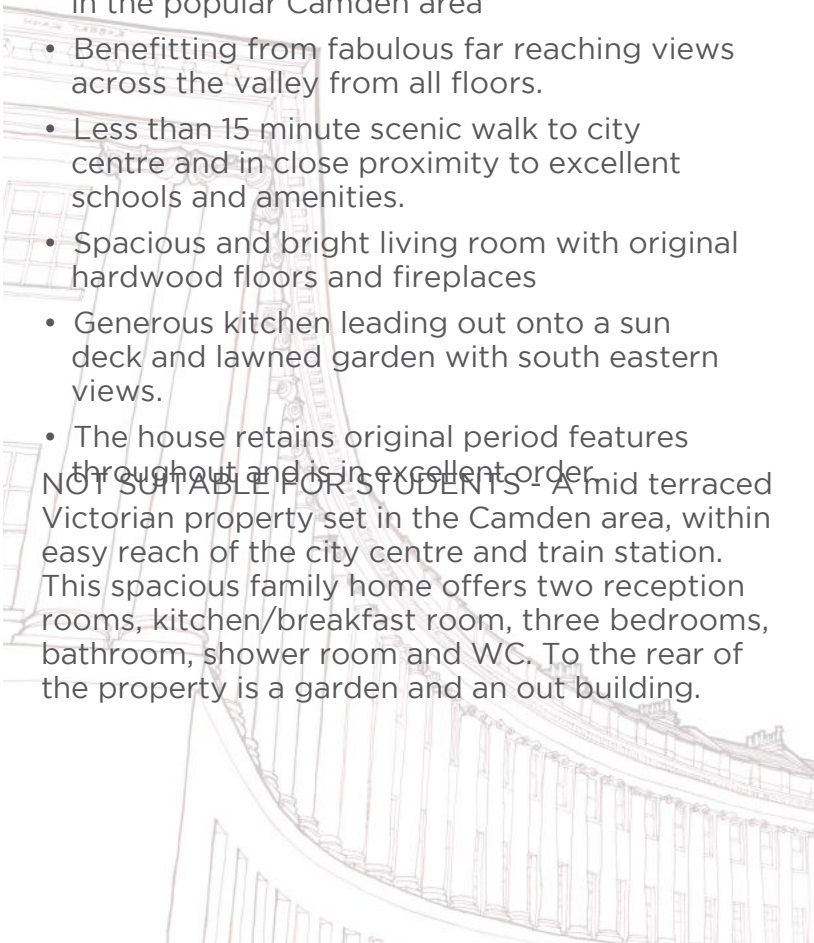 in the popular Camden area
• Benefitting from fabulous far reaching views
across the valley from all floors.
• Less than 15 minute scenic walk to city
centre and in close proximity to excellent
schools and amenities.
• Spacious and bright living room with original
hardwood floors and fireplaces
• Generous kitchen leading out onto a sun
deck and lawned garden with south eastern
views.
• The house retains original period features
throughout and is in excellent order.
NOT SUITABLE FOR STUDENTS - A mid terraced
Victorian property set in the Camden area, within
easy reach of the city centre and train station.
This spacious family home offers two reception
rooms, kitchen/breakfast room, three bedrooms,
bathroom, shower room and WC. To the rear of
the property is a garden and an out building.